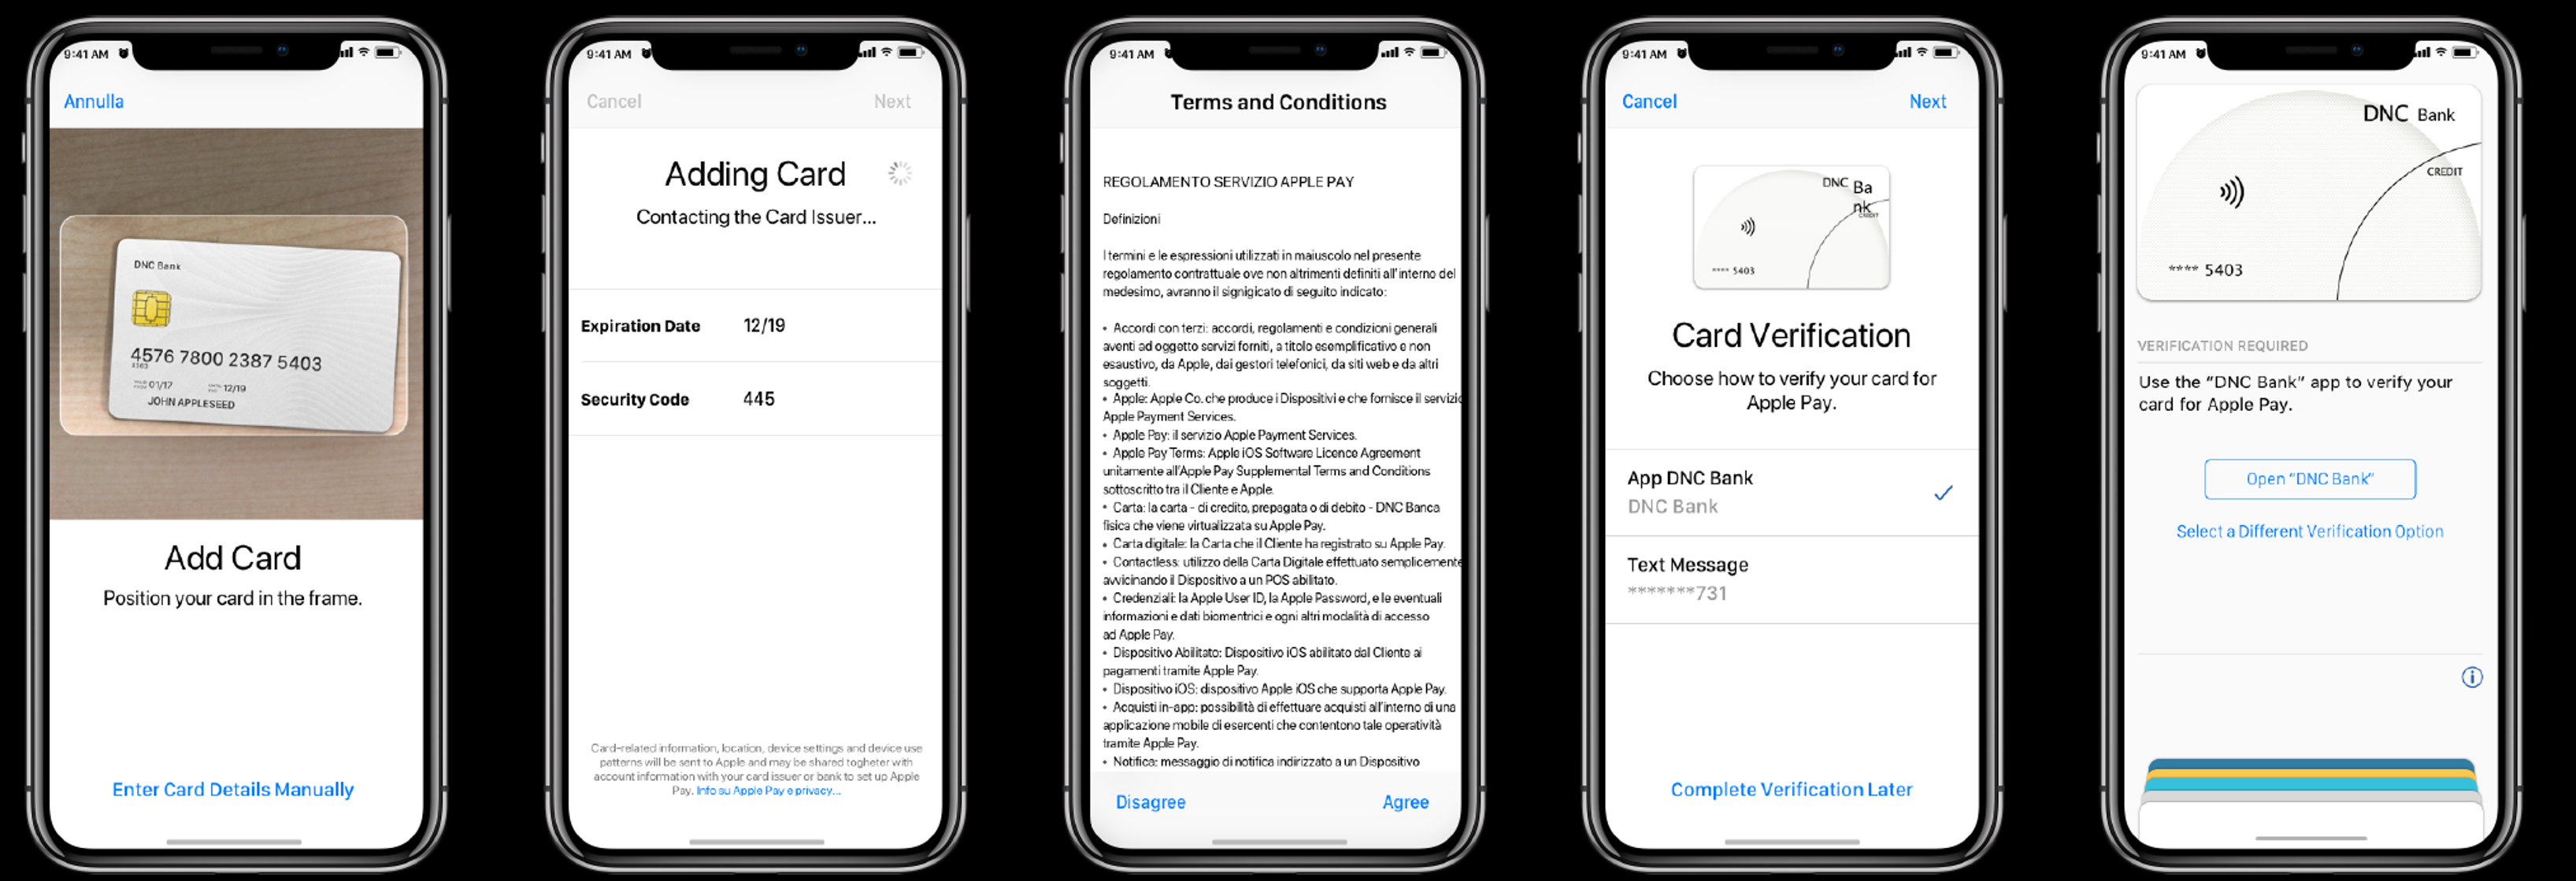 9:41 AM
Annulla
DNC Bank
4576 7800 2387 5403
01/17 12/19
JOHN APPLESEED
Add Card
Position your card in the frame.
Enter Card Details Manually
9:41 AM
Cancel Next
Adding Card
Contacting the Card Issuer...
Expiration Date 12/19
Security Code 445
Card-related information, location, device settings and device use
patterns will be sent to Apple and may be shared togheter with
account information with your card issuer or bank to set up Apple
Pay. Info su Apple Pay e privacy...
9:41 AM
Terms and Conditions
REGOLAMENTO SERVIZIO APPLE PAY
Definizioni
I termini e le espressioni utilizzati in maiuscolo nel presente
regolamento contrattuale ove non altrimenti definiti all'interno del
medesimo, avranno il signigicato di seguito indicato:
• Accordi con terzi: accordi, regolamenti e condizioni generali
aventi ad oggetto servizi forniti, a titolo esemplificativo e non
esaustivo, da Apple, dai gestori telefonici, da siti web e da altri
soggetti.
• Apple: Apple Co. che produce i Dispositivi e che fornisce il servizio
Apple Payment Services.
• Apple Pay: il servizio Apple Payment Services.
• Apple Pay Terms: Apple iOS Software Licence Agreement
unitamente all'Apple Pay Supplemental Terms and Conditions
sottoscritto tra il Cliente e Apple.
• Carta: la carta - di credito, prepagata o di debito - DNC Banca
fisica che viene virtualizzata su Apple Pay.
• Carta digitale: la Carta che il Cliente ha registrato su Apple Pay.
• Contactless: utilizzo della Carta Digitale effettuato semplicemente
avvicinando il Dispositivo a un POS abilitato.
• Credenziali: la Apple User ID, la Apple Password, e le eventuali
informazioni e dati biometrici e ogni altri modalità di accesso
ad Apple Pay.
• Dispositivo Abilitato: Dispositivo iOS abilitato dal Cliente ai
pagamenti tramite Apple Pay.
• Dispositivo iOS: dispositivo Apple iOS che supporta Apple Pay.
• Acquisti in-app: possibilità di effettuare acquisti all'interno di una
applicazione mobile di esercenti che contentono tale operatività
tramite Apple Pay.
• Notifica: messaggio di notifica indirizzato a un Dispositivo
Disagree Agree
9:41 AM
Cancel Next
DNC Ba
nk
CREDIT
**** 5403
Card Verification
Choose how to verify your card for
Apple Pay.
App DNC Bank
DNC Bank
Text Message
*******731
Complete Verification Later
9:41 AM
DNC Bank
CREDIT
**** 5403
VERIFICATION REQUIRED
Use the "DNC Bank" app to verify your
card for Apple Pay.
Open "DNC Bank"
Select a Different Verification Option